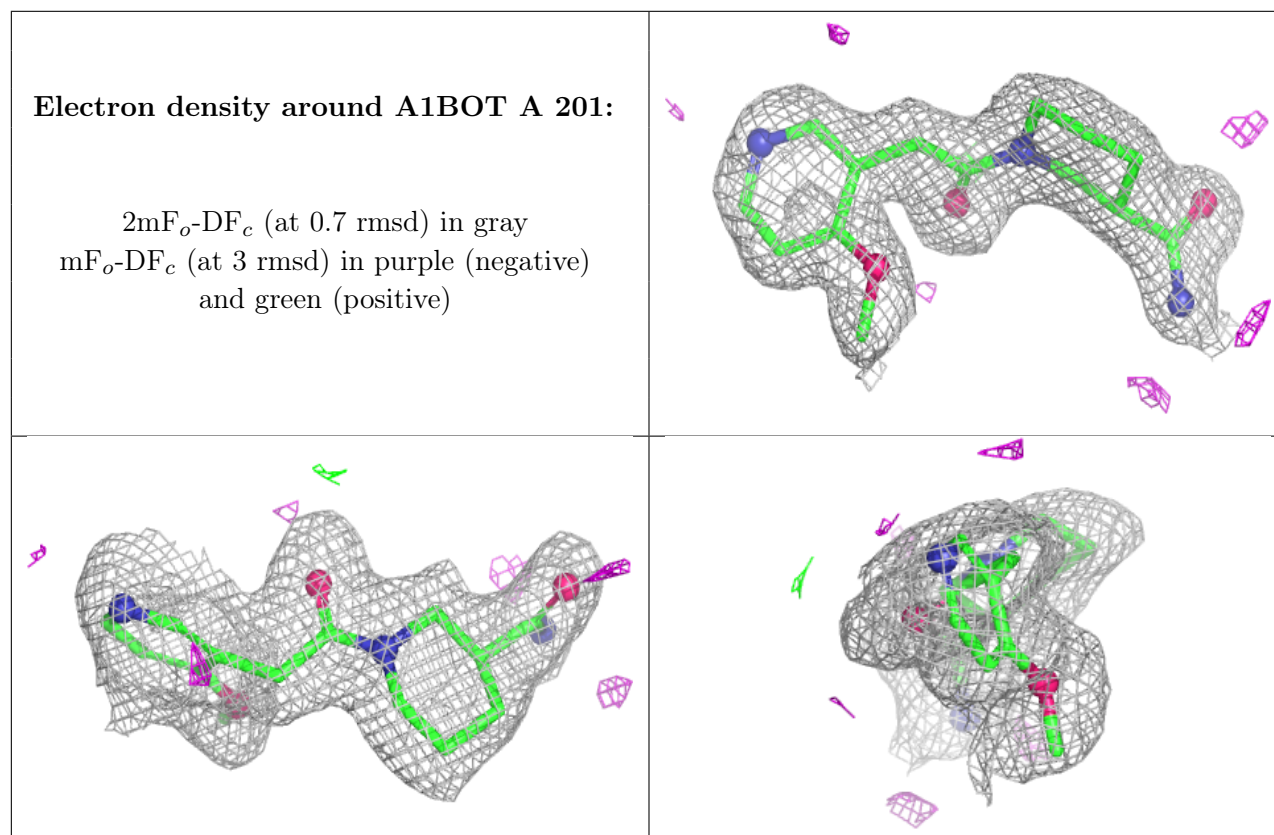 Electron density around A1BOT A 201:
2mFo-DFc (at 0.7 rmsd) in gray
mFo-DFc (at 3 rmsd) in purple (negative)
and green (positive)